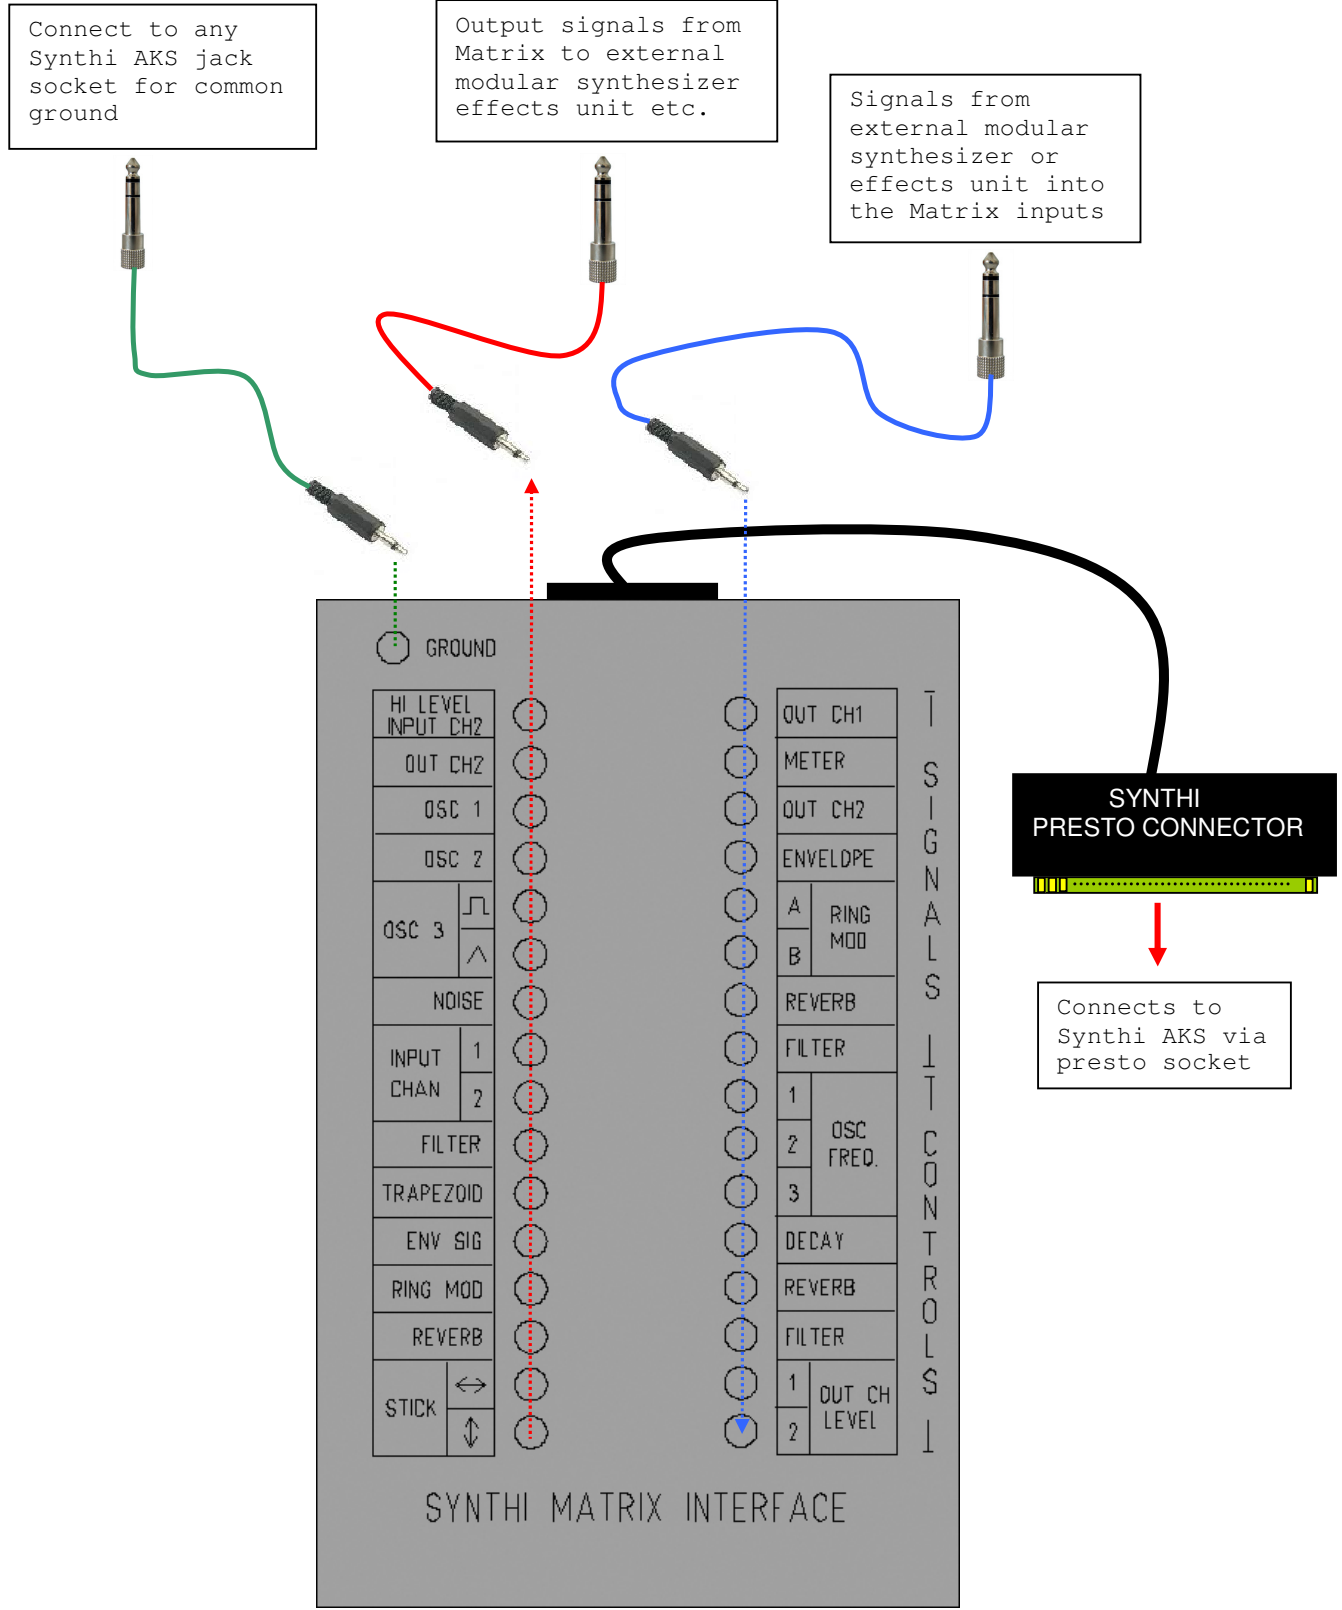 Connect to any
Synthi AKS jack
socket for common
ground
Output signals from
Matrix to external
modular synthesizer
effects unit etc.
Signals from
external modular
synthesizer or
effects unit into
the Matrix inputs
GROUND
HI LEVEL
INPUT CH2
OUT CH2
OSC 1
OSC 2
OSC 3
NOISE
INPUT
CHAN
1
2
FILTER
TRAPEZOID
ENV SIG
RING MOD
REVERB
STICK
OUT CH1
METER
OUT CH2
ENVELOPE
A
B
RING
MOD
REVERB
FILTER
1
2
3
OSC
FREQ.
DECAY
REVERB
FILTER
1
2
OUT CH
LEVEL
SIGNALS
CONTROLS
SYNTHI MATRIX INTERFACE
SYNTHI
PRESTO CONNECTOR
Connects to
Synthi AKS via
presto socket